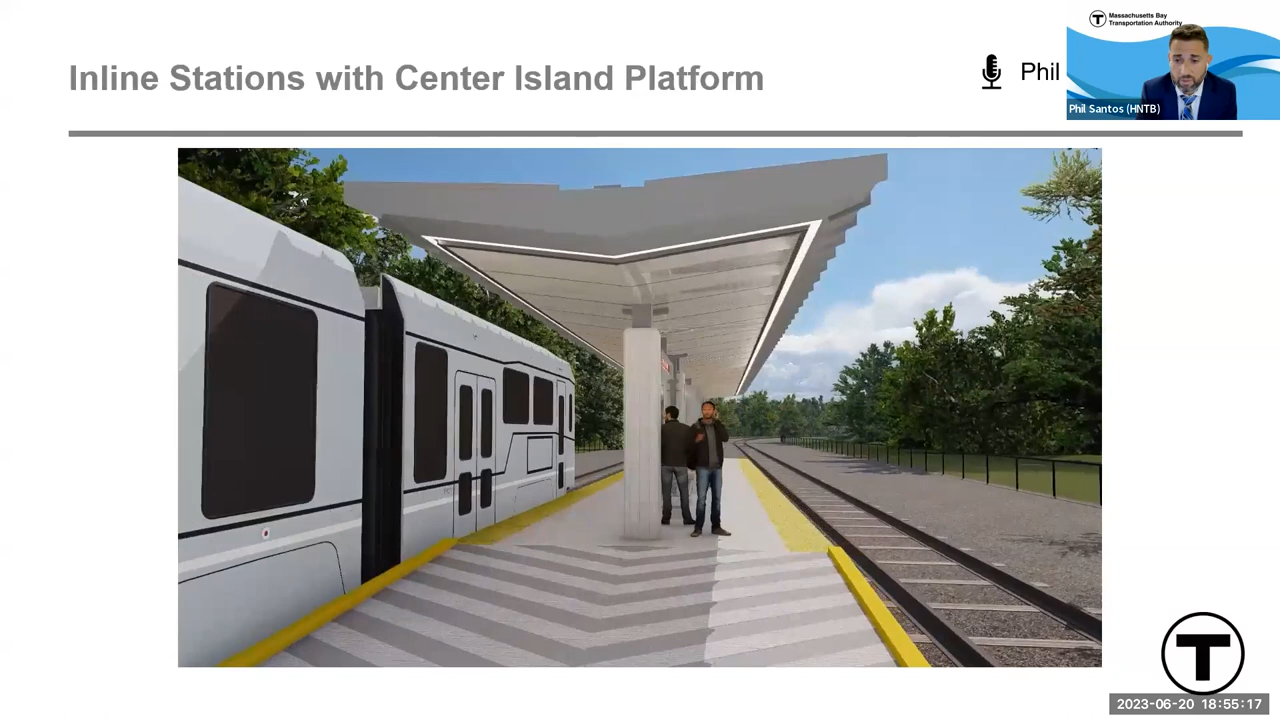 Massachusetts Bay
Transportation Authority
Inline Stations with Center Island Platform
Phil
Phil Santos (HNTB)
T
2023-06-20 18:55:17